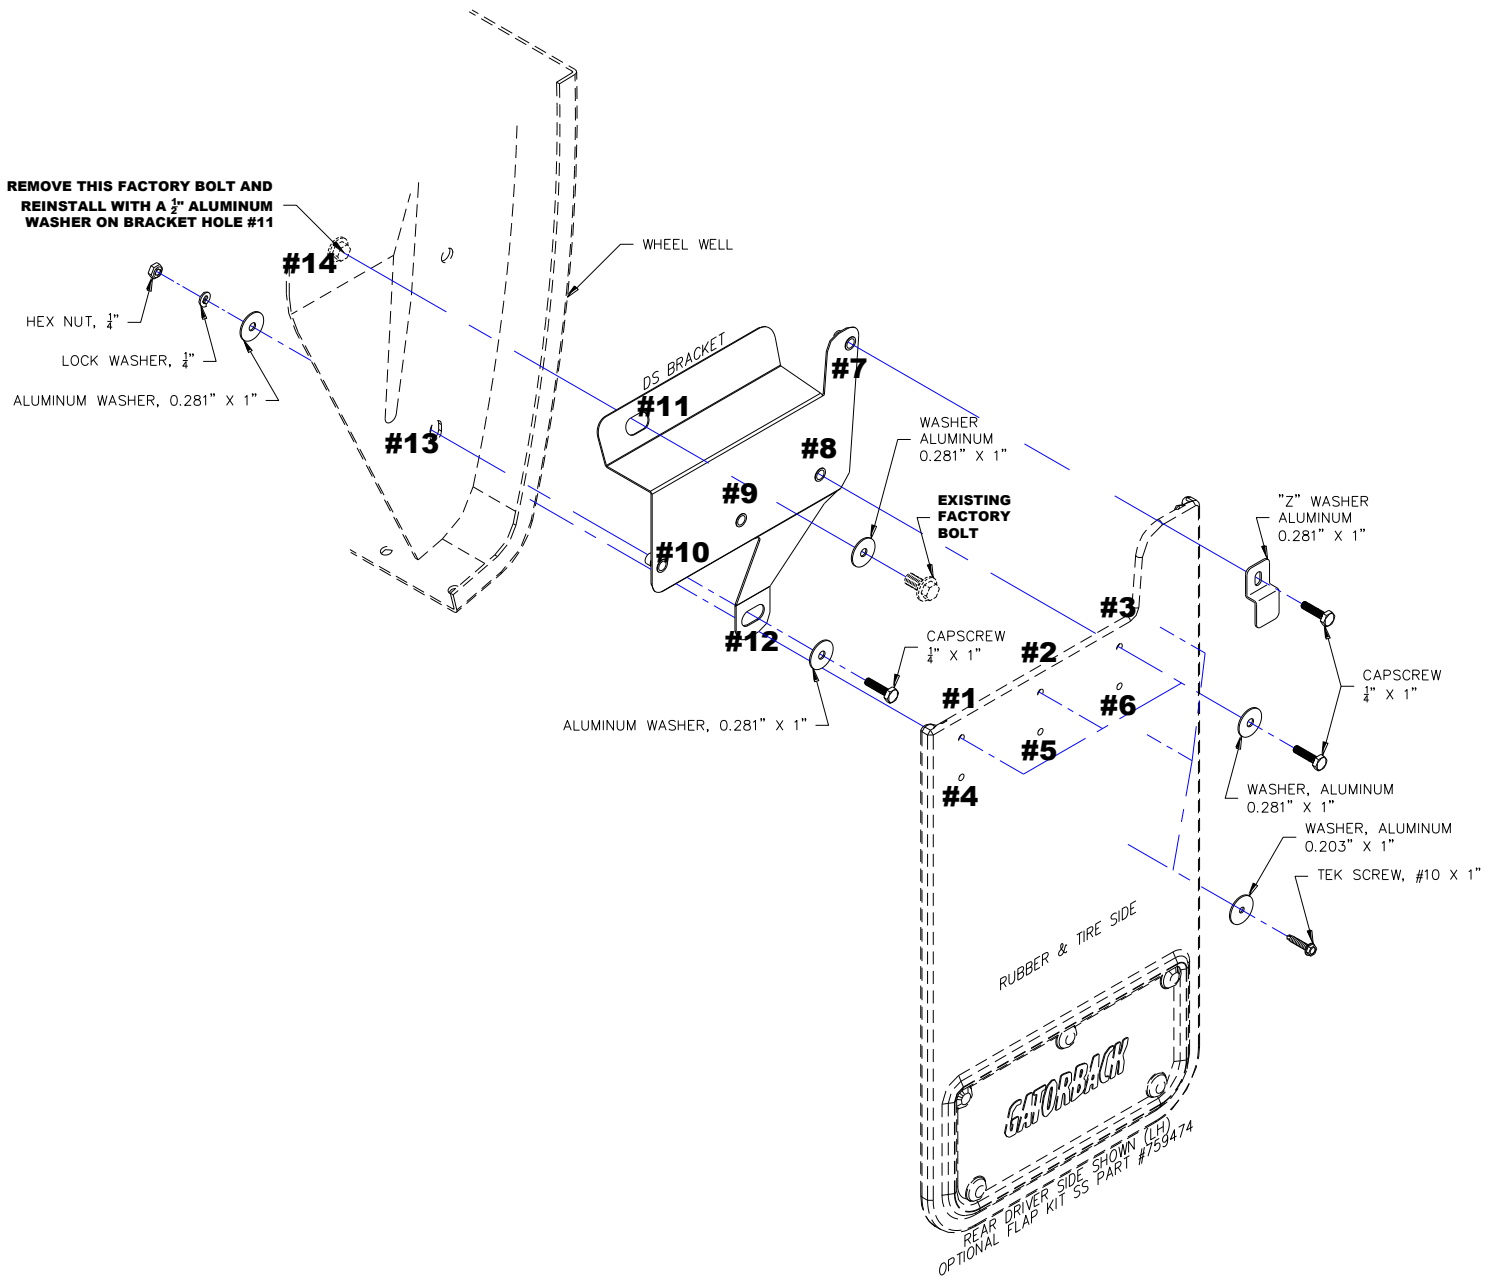 REMOVE THIS FACTORY BOLT AND
REINSTALL WITH A 1/2" ALUMINUM
WASHER ON BRACKET HOLE #11
#14
WHEEL WELL
HEX NUT, 1/4"
LOCK WASHER, 1/4"
ALUMINUM WASHER, 0.281" X 1"
#13
DS BRACKET
#11
#7
#8
#9
#10
#12
WASHER
ALUMINUM
0.281" X 1"
EXISTING
FACTORY
BOLT
"Z" WASHER
ALUMINUM
0.281" X 1"
CAPSCREW
1/4" X 1"
ALUMINUM WASHER, 0.281" X 1"
#3
#2
#1
#6
#5
#4
CAPSCREW
1/4" X 1"
WASHER, ALUMINUM
0.281" X 1"
WASHER, ALUMINUM
0.203" X 1"
TEK SCREW, #10 X 1"
RUBBER & TIRE SIDE
GATORBACK
REAR DRIVER SIDE SHOWN (LH)
OPTIONAL FLAP KIT SS PART #759474